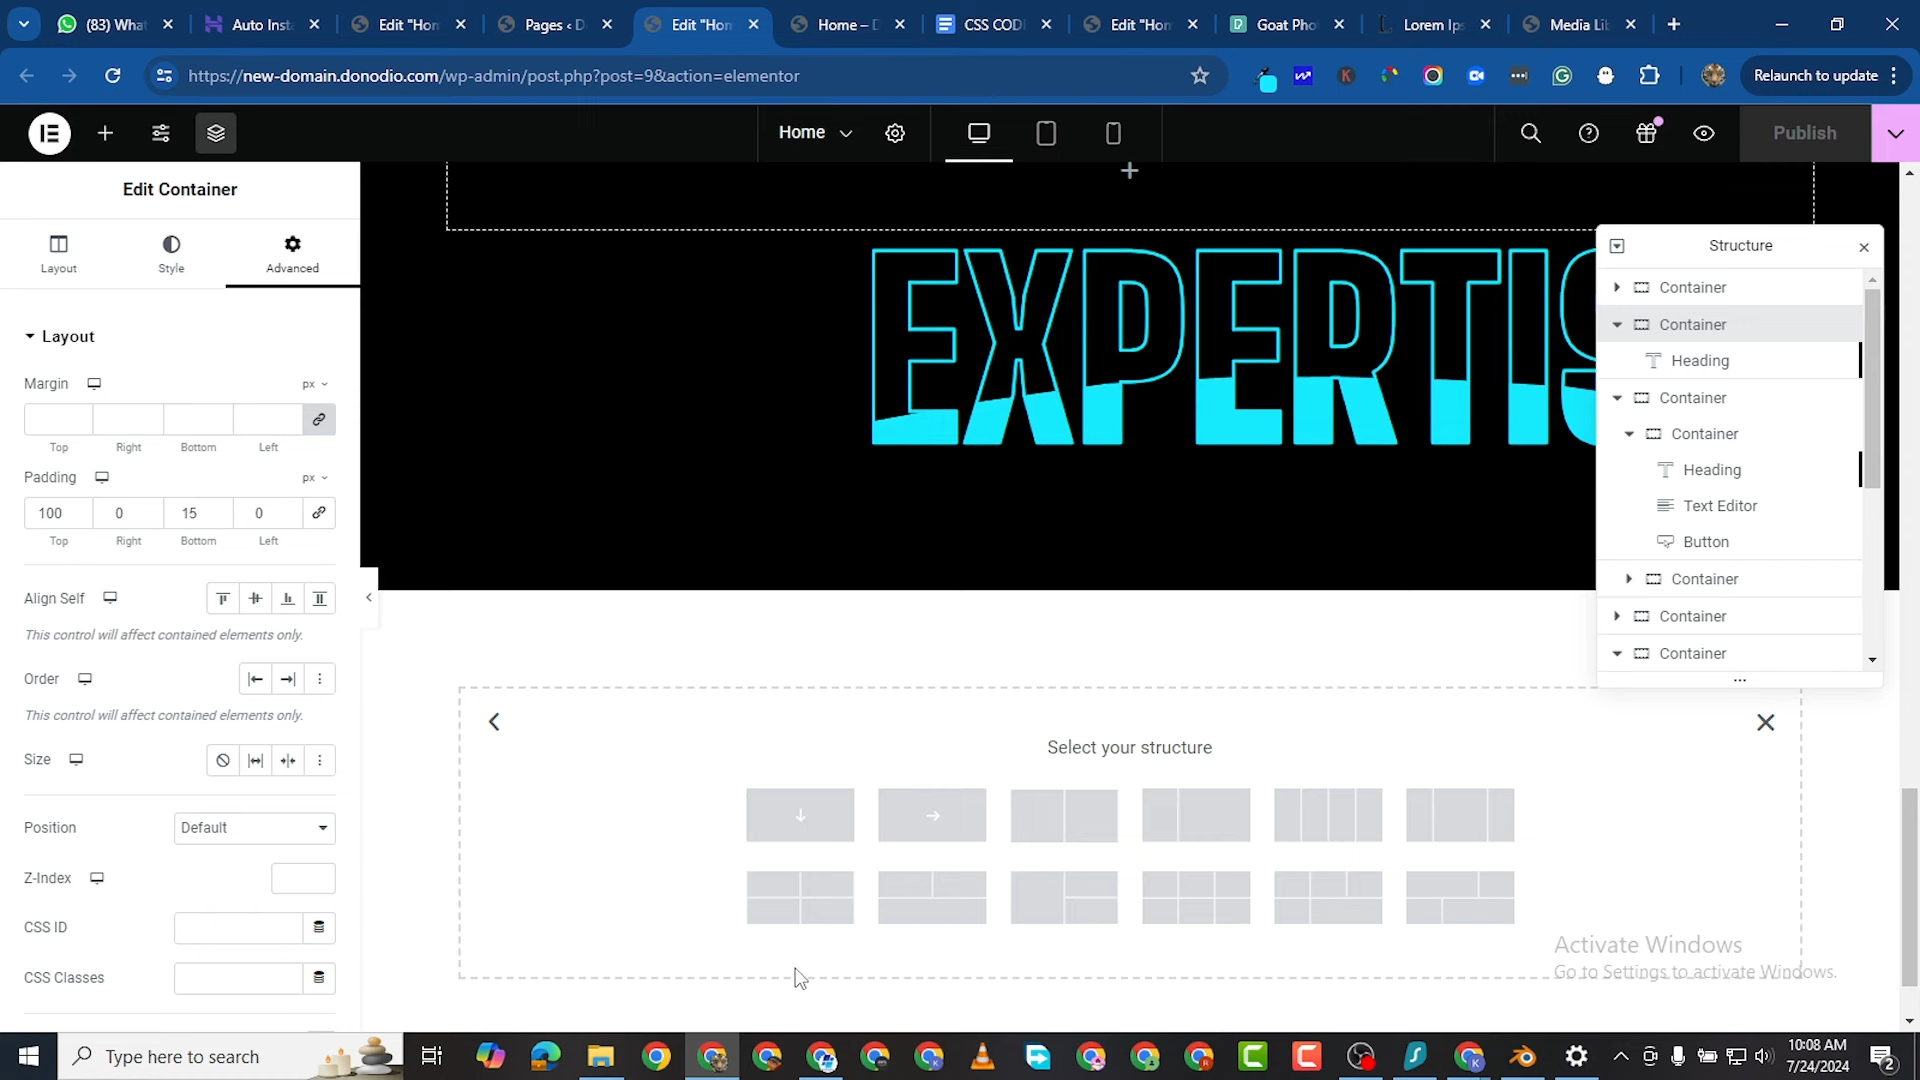 (83) What
Auto Insta
Edit "Hom
Pages ‹ D
Edit "Hom
Home – D
CSS CODE
Edit "Hom
Goat Pho
Lorem Ips
Media Lib
https://new-domain.donodio.com/wp-admin/post.php?post=9&action=elementor
Relaunch to update
Home
Publish
Edit Container
Layout
Style
Advanced
Layout
Margin
px
Top
Right
Bottom
Left
Padding
px
100
0
15
0
Top
Right
Bottom
Left
Align Self
This control will affect contained elements only.
Order
This control will affect contained elements only.
Size
Position
Default
Z-Index
CSS ID
CSS Classes
EXPERTIS
Structure
Container
Container
Heading
Container
Container
Heading
Text Editor
Button
Container
Container
Container
Select your structure
Activate Windows
Go to Settings to activate Windows.
Type here to search
10:08 AM
7/24/2024
2